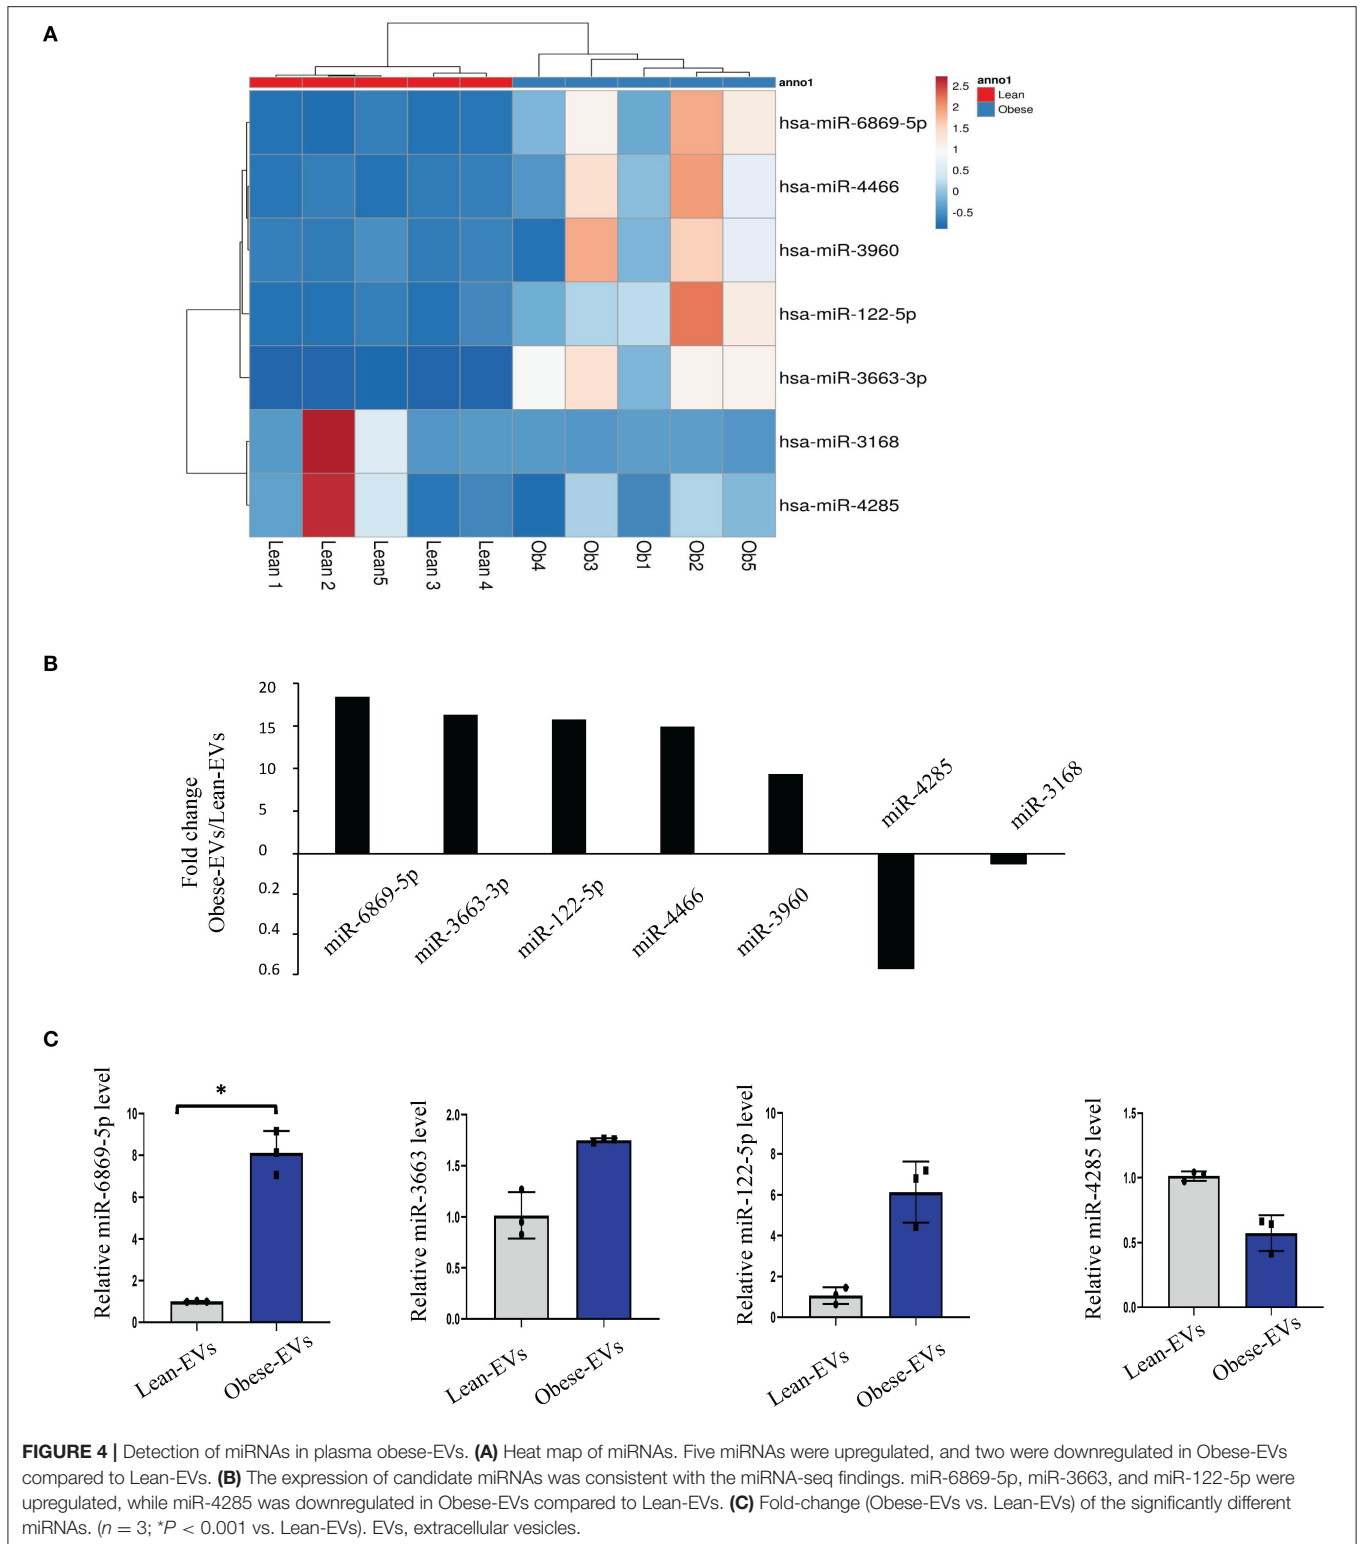 A
anno1
hsa-miR-6869-5p
hsa-miR-4466
hsa-miR-3960
hsa-miR-122-5p
hsa-miR-3663-3p
hsa-miR-3168
hsa-miR-4285
2.5
2
1.5
1
0.5
0
-0.5
anno1
Lean
Obese
Lean 1
Lean 2
Lean5
Lean 3
Lean 4
Ob4
Ob3
Ob1
Ob2
Ob5
B
Fold change
Obese-EVs/Lean-EVs
20
15
10
5
0
0.2
0.4
0.6
miR-6869-5p
miR-3663-3p
miR-122-5p
miR-4466
miR-3960
miR-4285
miR-3168
C
Relative miR-6869-5p level
10
8
6
4
2
0
*
Lean-EVs
Obese-EVs
Relative miR-3663 level
2.0
1.5
1.0
0.5
0.0
Lean-EVs
Obese-EVs
Relative miR-122-5p level
10
8
6
4
2
0
Lean-EVs
Obese-EVs
Relative miR-4285 level
1.5
1.0
0.5
0.0
Lean-EVs
Obese-EVs
FIGURE 4 | Detection of miRNAs in plasma obese-EVs. (A) Heat map of miRNAs. Five miRNAs were upregulated, and two were downregulated in Obese-EVs
compared to Lean-EVs. (B) The expression of candidate miRNAs was consistent with the miRNA-seq findings. miR-6869-5p, miR-3663, and miR-122-5p were
upregulated, while miR-4285 was downregulated in Obese-EVs compared to Lean-EVs. (C) Fold-change (Obese-EVs vs. Lean-EVs) of the significantly different
miRNAs. (n = 3; *P < 0.001 vs. Lean-EVs). EVs, extracellular vesicles.